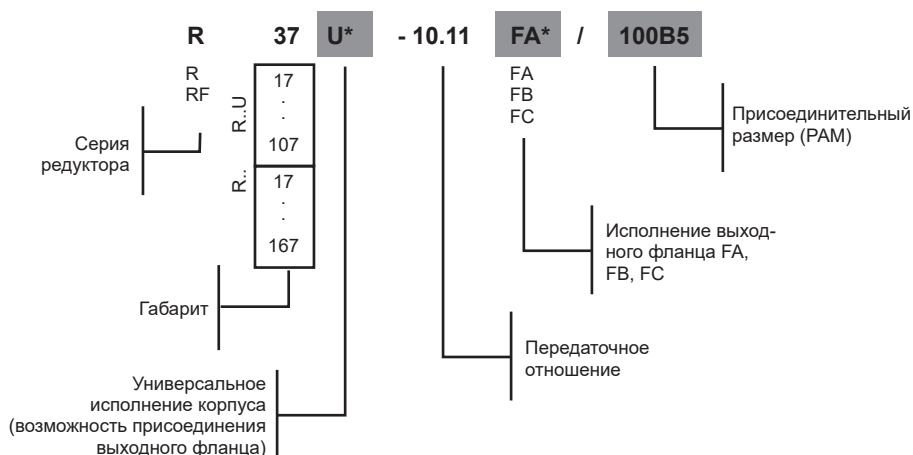 R 37 U* - 10.11 FA* / 100B5
R
RF
R..U
17
.
.
107
R..
17
.
.
167
FA
FB
FC
Серия
редуктора
Присоединительный
размер (PAM)
Исполнение выход-
ного фланца FA,
FB, FC
Габарит
Передаточное
отношение
Универсальное
исполнение корпуса
(возможность присоединения
выходного фланца)